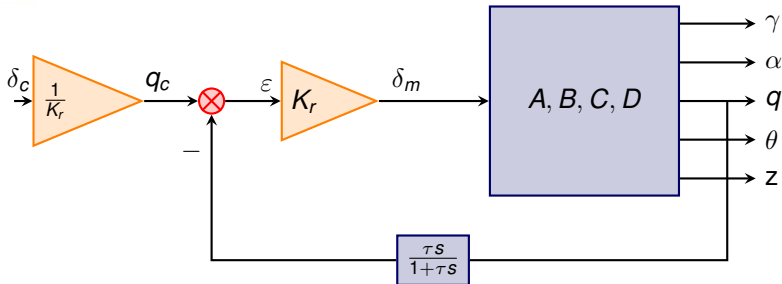 δc
1/Kr
qc
ε
Kr
δm
A, B, C, D
γ
α
q
θ
z
−
τs/1+τs